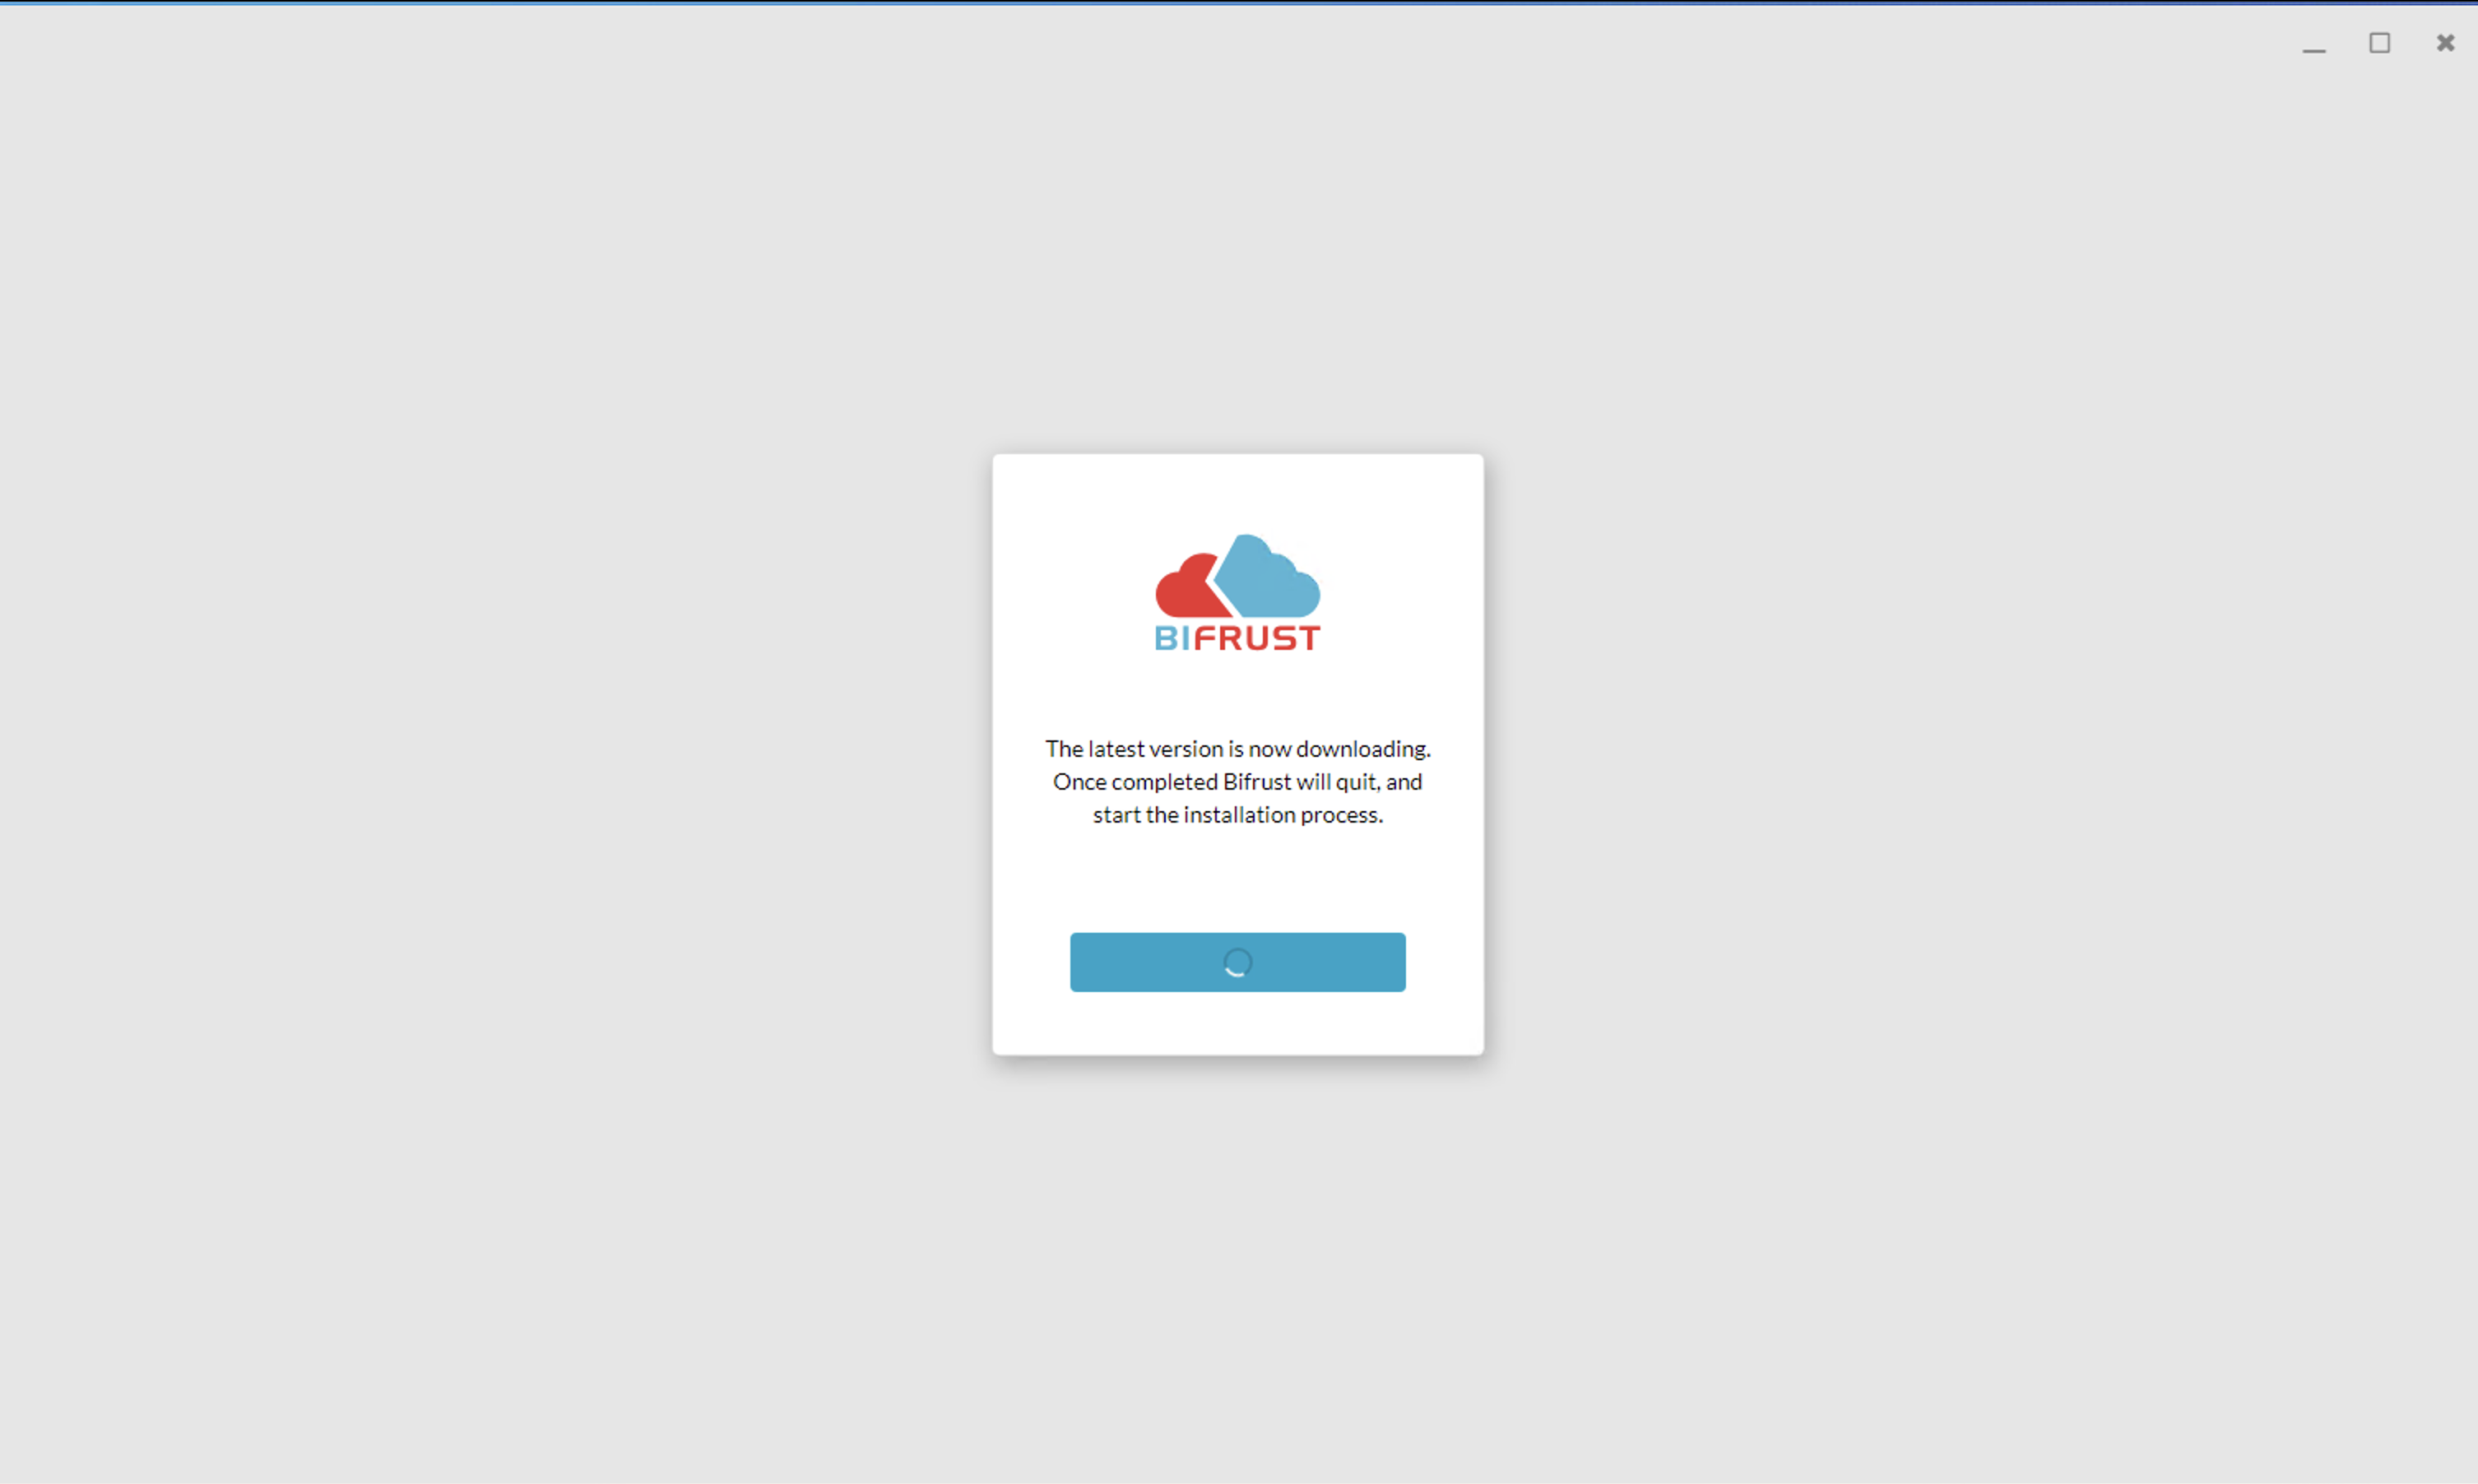 BIFRUST
The latest version is now downloading.
Once completed Bifrust will quit, and
start the installation process.